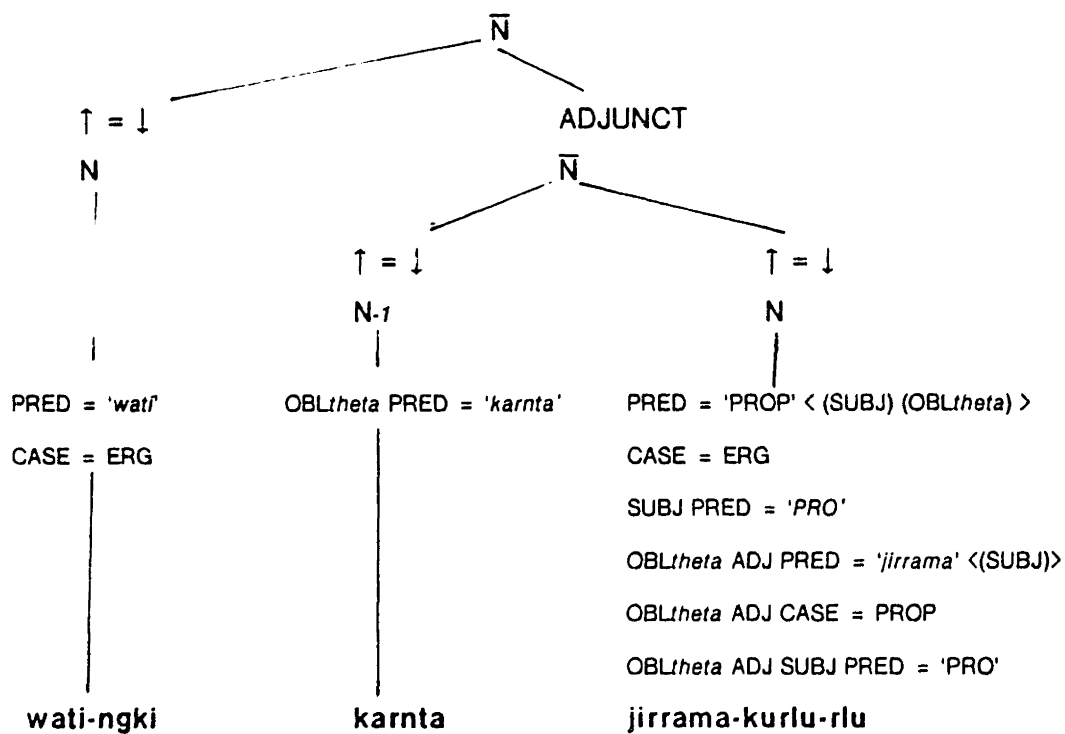 N̅
↑ = ↓ ADJUNCT
N N̅
↑ = ↓ ↑ = ↓
N-1 N
PRED = 'wati' OBLtheta PRED = 'karnta' PRED = 'PROP' < (SUBJ) (OBLtheta) >
CASE = ERG CASE = ERG
SUBJ PRED = 'PRO'
OBLtheta ADJ PRED = 'jirrama' <(SUBJ)>
OBLtheta ADJ CASE = PROP
OBLtheta ADJ SUBJ PRED = 'PRO'
wati-ngki karnta jirrama-kurlu-rlu